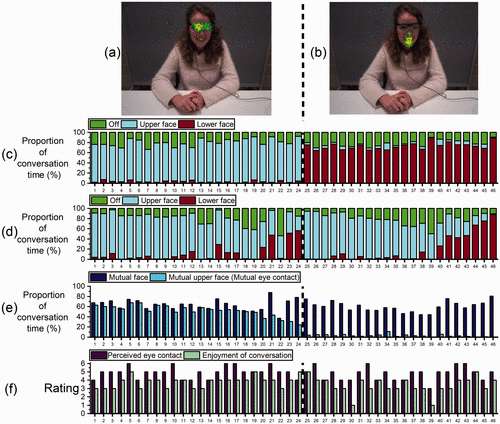 (a) (b)
Off Upper face Lower face
(c) Proportion of conversation time (%)
100
80
60
40
20
0
1 2 3 4 5 6 7 8 9 10 11 12 13 14 15 16 17 18 19 20 21 22 23 24 25 26 27 28 29 30 31 32 33 34 35 36 37 38 39 40 41 42 43 44 45 46
Off Upper face Lower face
(d) Proportion of conversation time (%)
100
80
60
40
20
0
1 2 3 4 5 6 7 8 9 10 11 12 13 14 15 16 17 18 19 20 21 22 23 24 25 26 27 28 29 30 31 32 33 34 35 36 37 38 39 40 41 42 43 44 45 46
Mutual face Mutual upper face (Mutual eye contact)
(e) Proportion of conversation time (%)
100
80
60
40
20
0
1 2 3 4 5 6 7 8 9 10 11 12 13 14 15 16 17 18 19 20 21 22 23 24 25 26 27 28 29 30 31 32 33 34 35 36 37 38 39 40 41 42 43 44 45 46
Perceived eye contact Enjoyment of conversation
(f) Rating
7
6
5
4
3
2
1
0
1 2 3 4 5 6 7 8 9 10 11 12 13 14 15 16 17 18 19 20 21 22 23 24 25 26 27 28 29 30 31 32 33 34 35 36 37 38 39 40 41 42 43 44 45 46